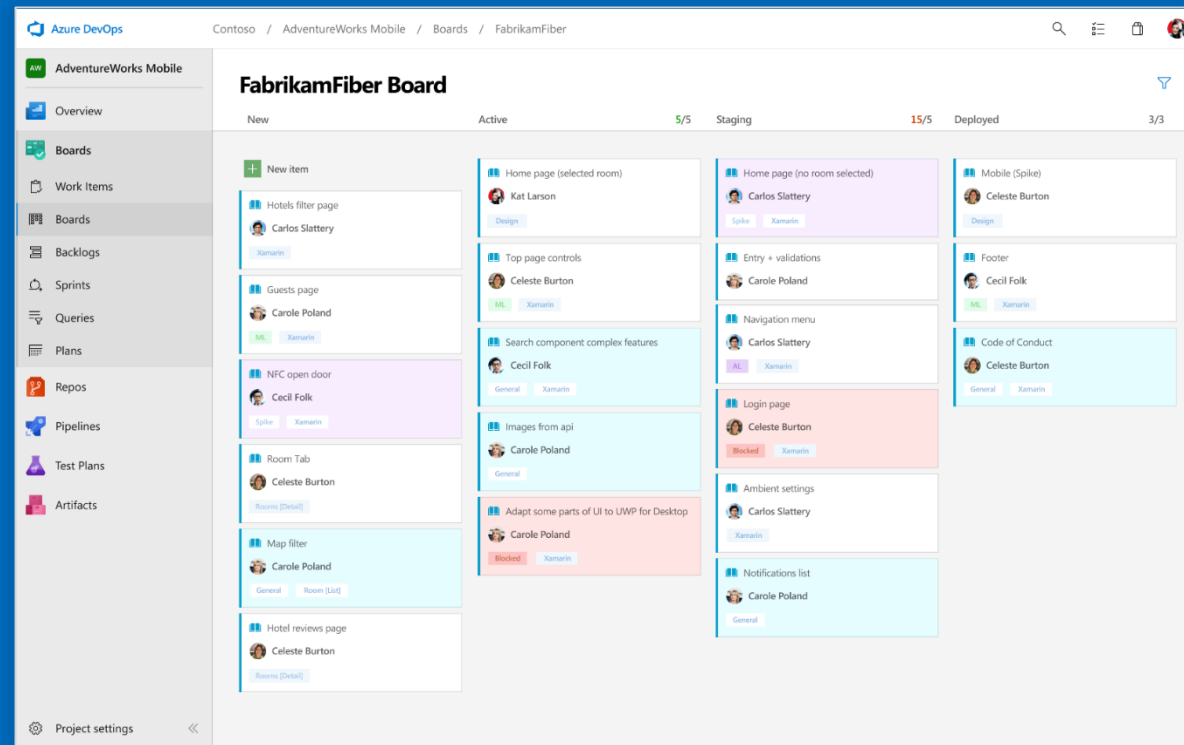 Azure DevOps
Contoso / AdventureWorks Mobile / Boards / FabrikamFiber
AW AdventureWorks Mobile
Overview
Boards
Work Items
Boards
Backlogs
Sprints
Queries
Plans
Repos
Pipelines
Test Plans
Artifacts
Project settings
FabrikamFiber Board
New
New item
Hotels filter page
Carlos Slattery
Xamarin
Guests page
Carole Poland
ML Xamarin
NFC open door
Cecil Folk
Spike Xamarin
Room Tab
Celeste Burton
Rooms [Detail]
Map filter
Carole Poland
General Room [List]
Hotel reviews page
Celeste Burton
Rooms [Detail]
Active 5/5
Home page (selected room)
Kat Larson
Design
Top page controls
Celeste Burton
ML Xamarin
Search component complex features
Cecil Folk
General Xamarin
Images from api
Carole Poland
General
Adapt some parts of UI to UWP for Desktop
Carole Poland
Blocked Xamarin
Staging 15/5
Home page (no room selected)
Carlos Slattery
Spike Xamarin
Entry + validations
Carole Poland
Navigation menu
Carlos Slattery
AL Xamarin
Login page
Celeste Burton
Blocked Xamarin
Ambient settings
Carlos Slattery
Xamarin
Notifications list
Carole Poland
General
Deployed 3/3
Mobile (Spike)
Celeste Burton
Design
Footer
Cecil Folk
ML Xamarin
Code of Conduct
Celeste Burton
General Xamarin